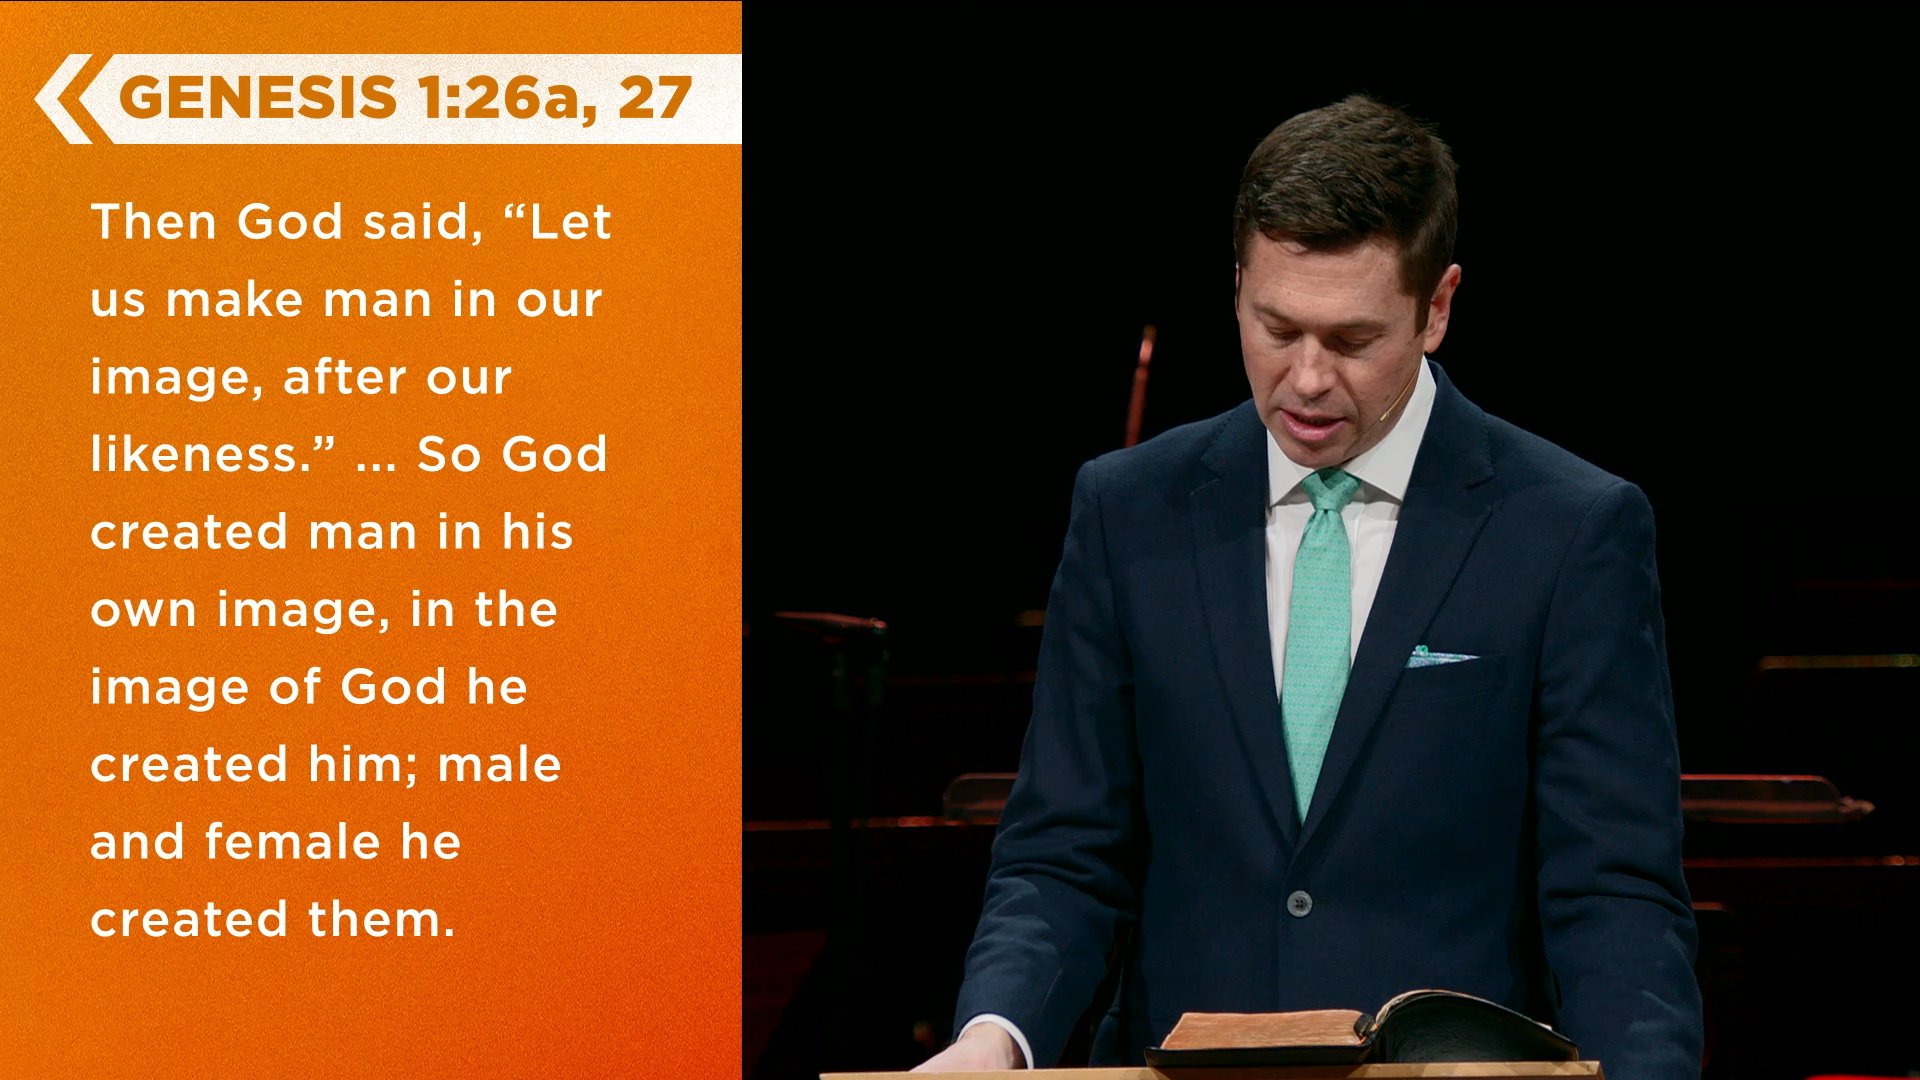 GENESIS 1:26a, 27
Then God said, “Let
us make man in our
image, after our
likeness.” ... So God
created man in his
own image, in the
image of God he
created him; male
and female he
created them.